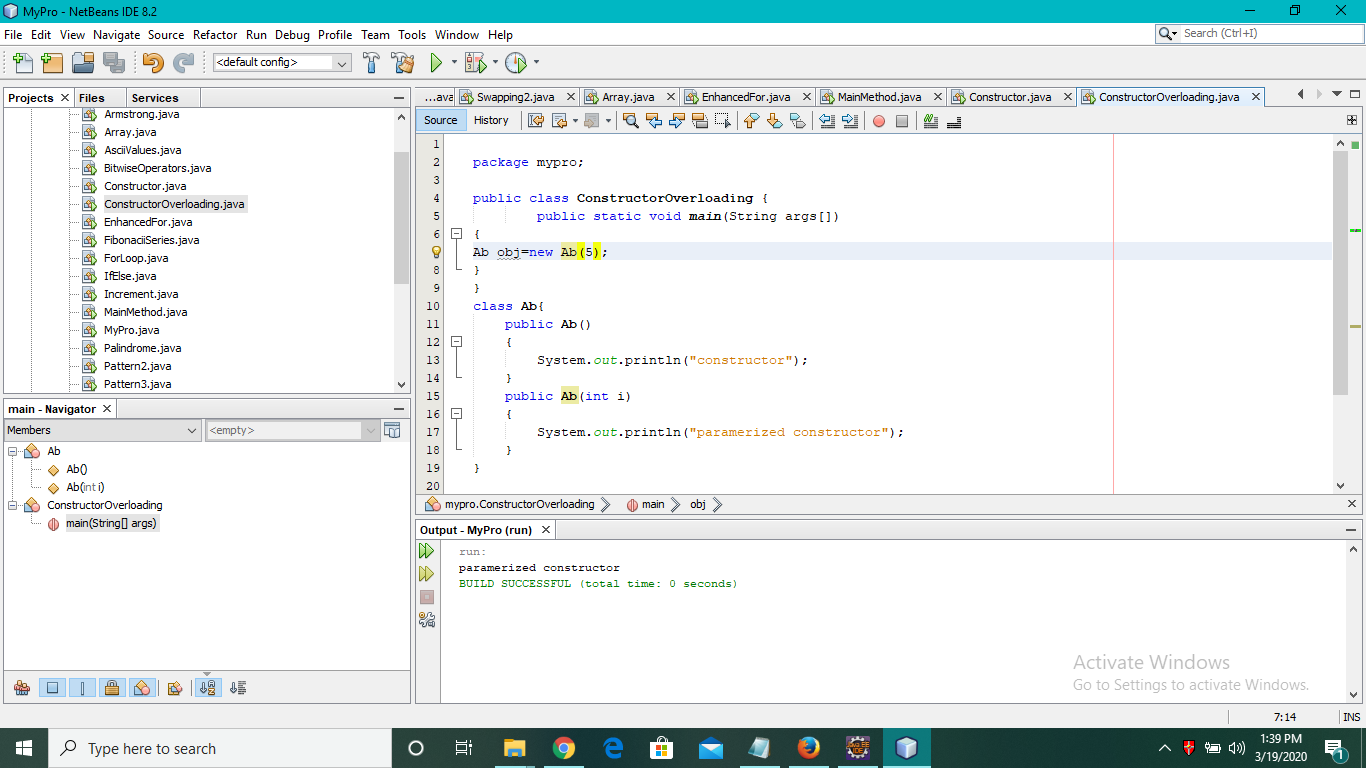 MyPro - NetBeans IDE 8.2
File Edit View Navigate Source Refactor Run Debug Profile Team Tools Window Help
Search (Ctrl+I)
<default config>
Projects Files Services
Armstrong.java
Array.java
AsciiValues.java
BitwiseOperators.java
Constructor.java
ConstructorOverloading.java
EnhancedFor.java
FibonaciiSeries.java
ForLoop.java
IfElse.java
Increment.java
MainMethod.java
MyPro.java
Palindrome.java
Pattern2.java
Pattern3.java
main - Navigator
Members <empty>
Ab
Ab()
Ab(int i)
ConstructorOverloading
main(String[] args)
...ava Swapping2.java Array.java EnhancedFor.java MainMethod.java Constructor.java ConstructorOverloading.java
Source History
1
2 package mypro;
3
4 public class ConstructorOverloading {
5 public static void main(String args[])
6 {
Ab obj=new Ab(5);
8 }
9 }
10 class Ab{
11 public Ab()
12 {
13 System.out.println("constructor");
14 }
15 public Ab(int i)
16 {
17 System.out.println("paramerized constructor");
18 }
19 }
20
mypro.ConstructorOverloading main obj
Output - MyPro (run)
run:
paramerized constructor
BUILD SUCCESSFUL (total time: 0 seconds)
Activate Windows
Go to Settings to activate Windows.
7:14 INS
Type here to search
1:39 PM
3/19/2020
1